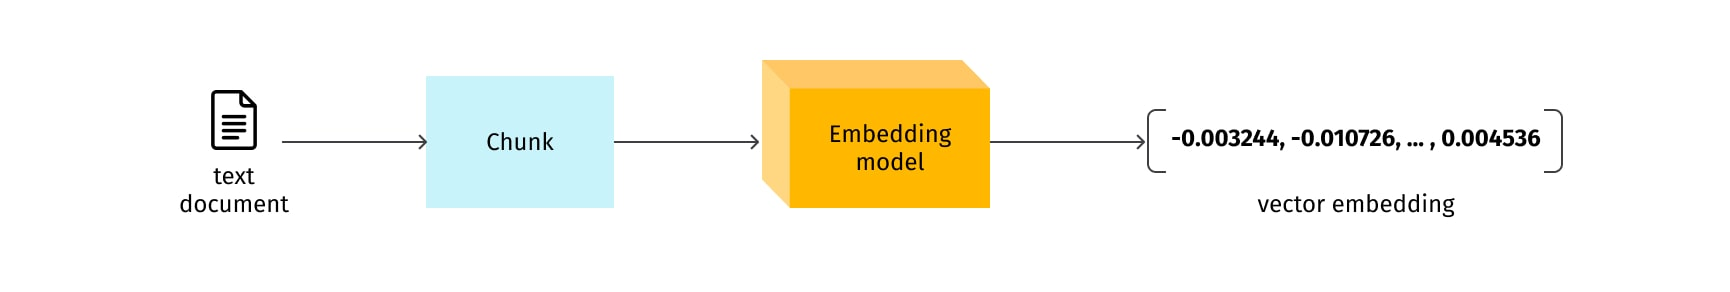 text
document
Chunk
Embedding
model
-0.003244, -0.010726, ... , 0.004536
vector embedding